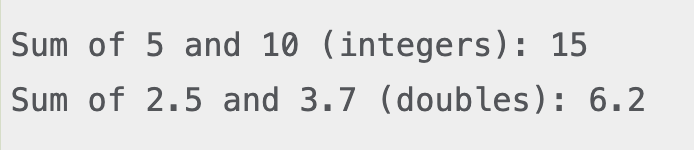 Sum of 5 and 10 (integers): 15
Sum of 2.5 and 3.7 (doubles): 6.2